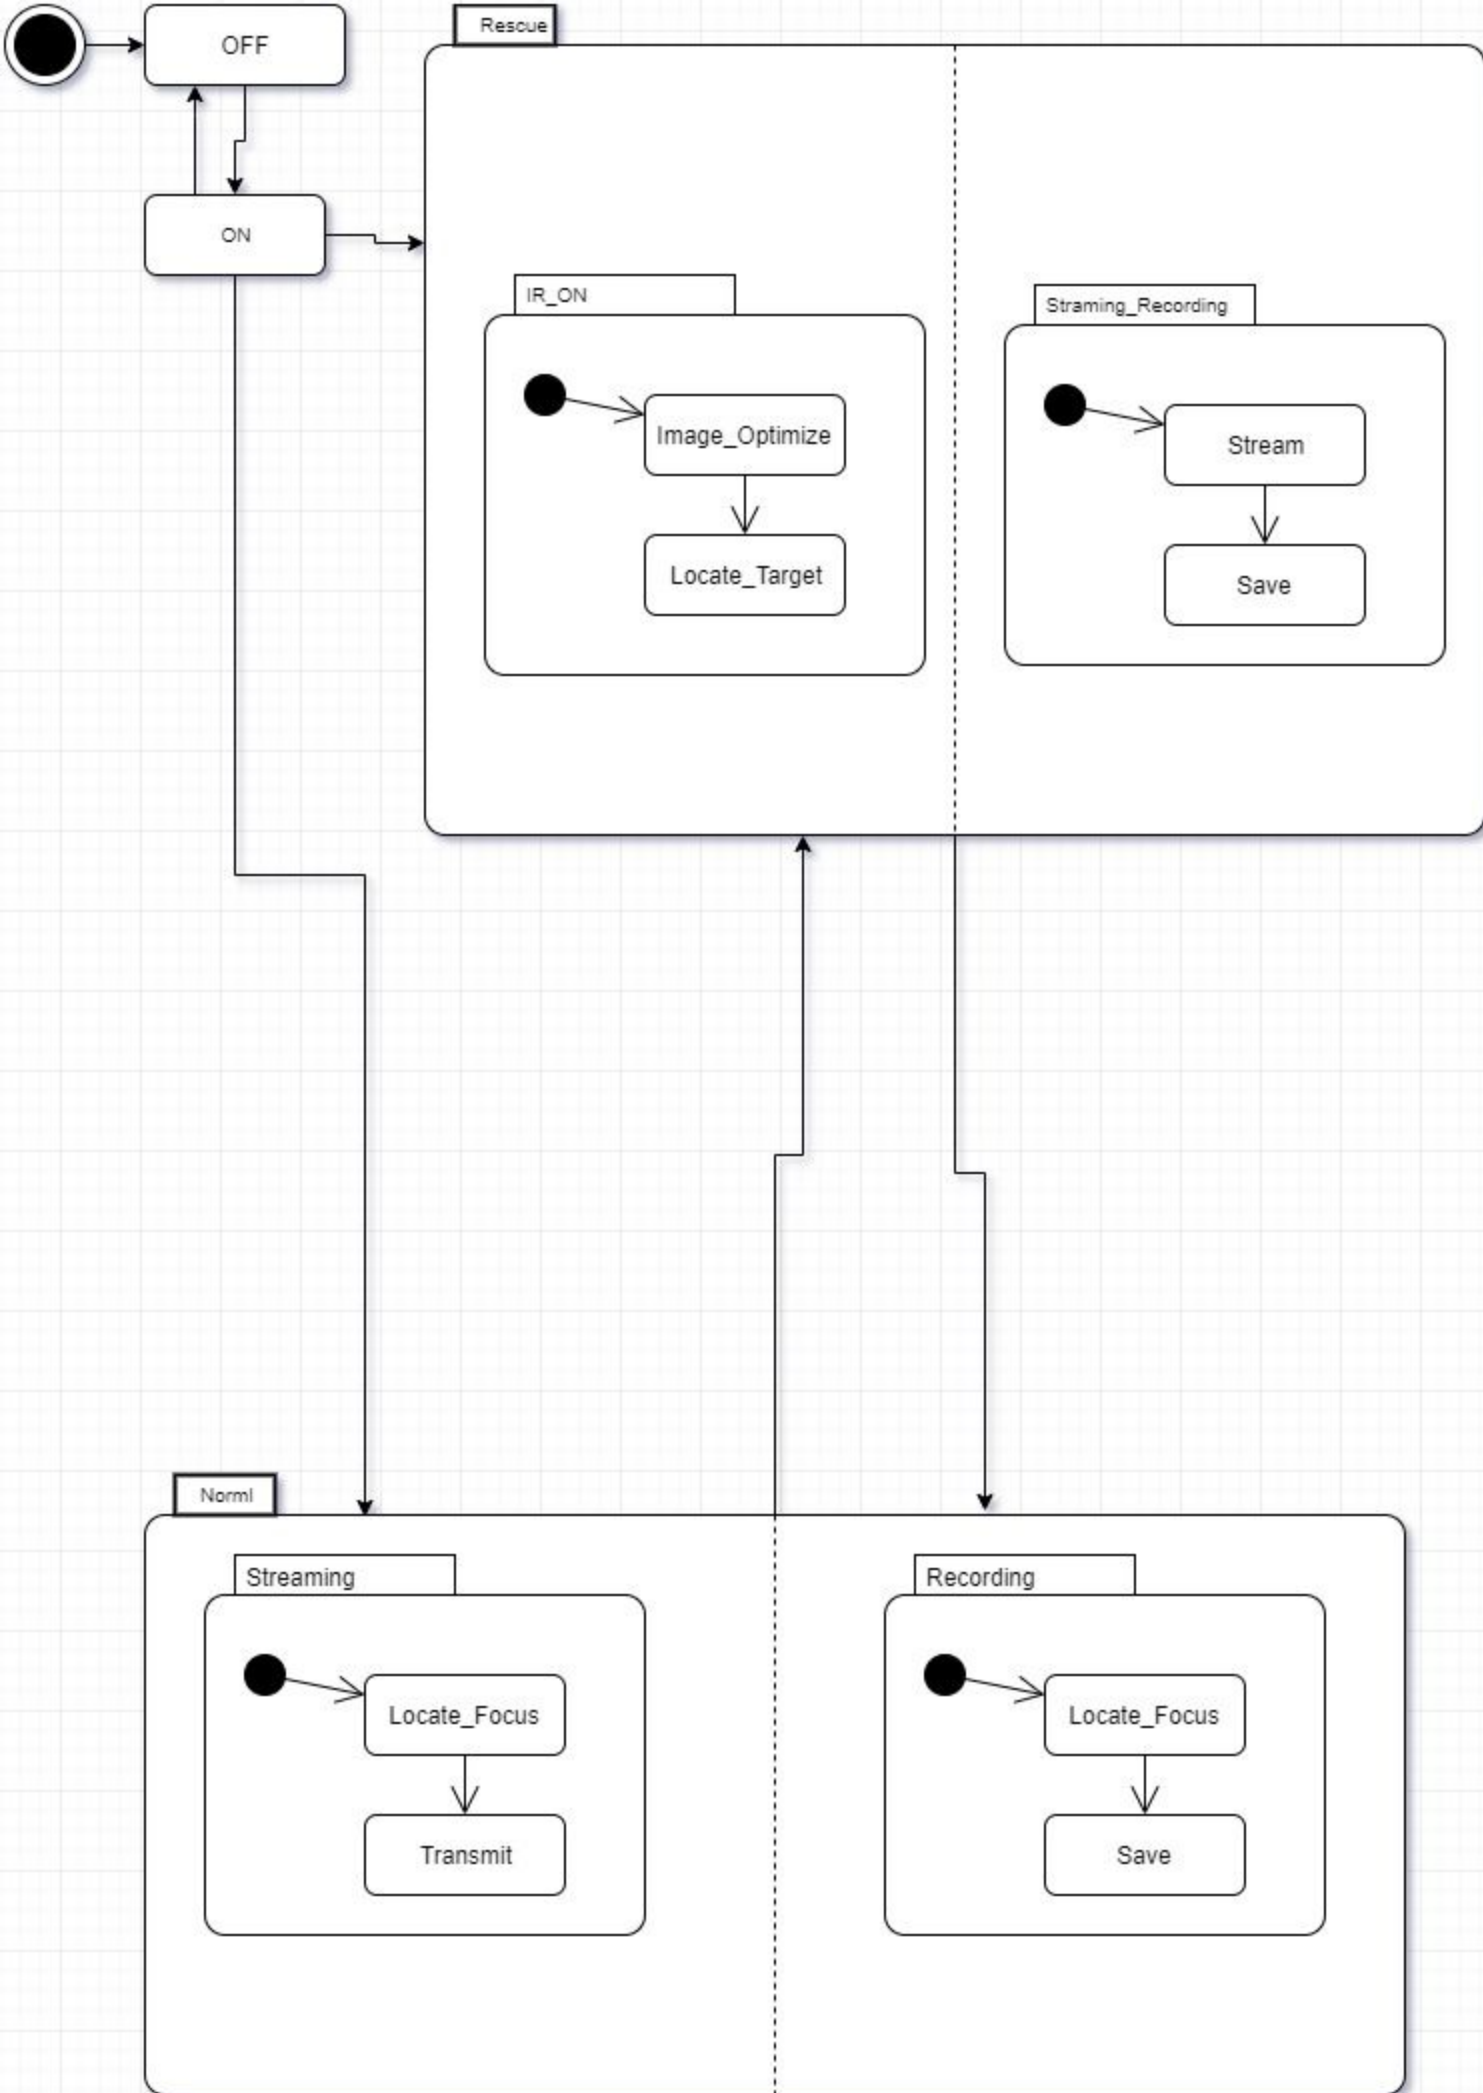 OFF
Rescue
ON
IR_ON
Straming_Recording
Image_Optimize
Stream
Locate_Target
Save
Norml
Streaming
Recording
Locate_Focus
Locate_Focus
Transmit
Save